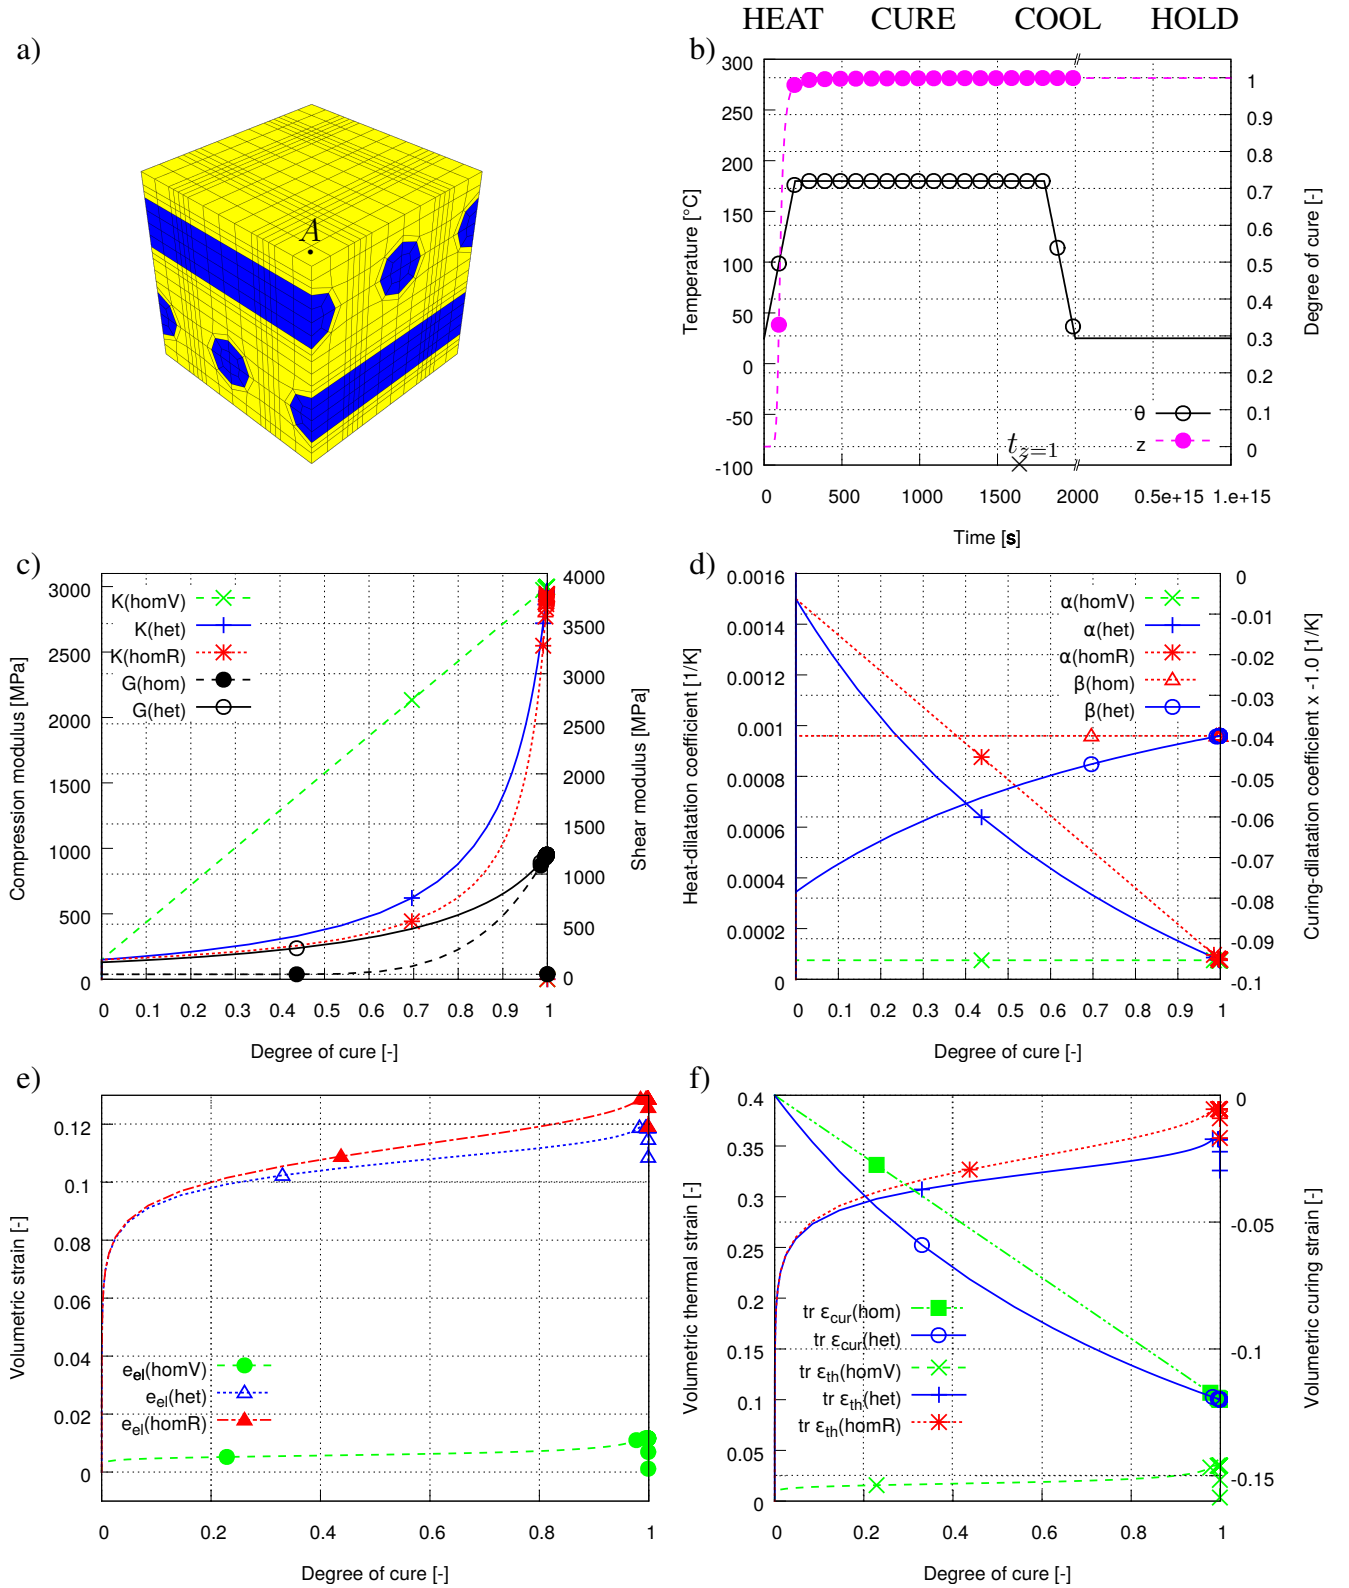 HEAT CURE COOL HOLD
a)
A
b)
300
250
200
150
100
50
0
-50
-100
Temperature [°C]
1
0.9
0.8
0.7
0.6
0.5
0.4
0.3
0.2
0.1
0
Degree of cure [-]
θ
z
t_{z=1}
0 500 1000 1500 2000 0.5e+15 1.e+15
Time [s]
c)
3000
2500
2000
1500
1000
500
0
Compression modulus [MPa]
K(homV)
K(het)
K(homR)
G(hom)
G(het)
4000
3500
3000
2500
2000
1500
1000
500
0
Shear modulus [MPa]
0 0.1 0.2 0.3 0.4 0.5 0.6 0.7 0.8 0.9 1
Degree of cure [-]
d)
0.0016
0.0014
0.0012
0.001
0.0008
0.0006
0.0004
0.0002
0
Heat-dilatation coefficient [1/K]
α(homV)
α(het)
α(homR)
β(hom)
β(het)
0
-0.01
-0.02
-0.03
-0.04
-0.05
-0.06
-0.07
-0.08
-0.09
-0.1
Curing-dilatation coefficient x -1.0 [1/K]
0 0.1 0.2 0.3 0.4 0.5 0.6 0.7 0.8 0.9 1
Degree of cure [-]
e)
0.12
0.1
0.08
0.06
0.04
0.02
0
Volumetric strain [-]
e_el(homV)
e_el(het)
e_el(homR)
0 0.2 0.4 0.6 0.8 1
Degree of cure [-]
f)
0.4
0.35
0.3
0.25
0.2
0.15
0.1
0.05
0
Volumetric thermal strain [-]
tr ε_cur(hom)
tr ε_cur(het)
tr ε_th(homV)
tr ε_th(het)
tr ε_th(homR)
0
-0.05
-0.1
-0.15
Volumetric curing strain [-]
0 0.2 0.4 0.6 0.8 1
Degree of cure [-]